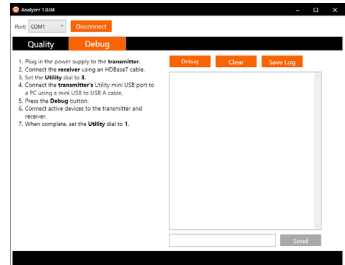 Analyzer 1.0.04
Port: COM1 Disconnect
Quality Debug
1. Plug in the power supply to the transmitter.
2. Connect the receiver using an HDBaseT cable.
3. Set the Utility dial to 3.
4. Connect the transmitter's Utility mini USB port to
a PC using a mini USB to USB A cable.
5. Press the Debug button.
6. Connect active devices to the transmitter and
receiver.
7. When complete, set the Utility dial to 1.
Debug Clear Save Log
Send